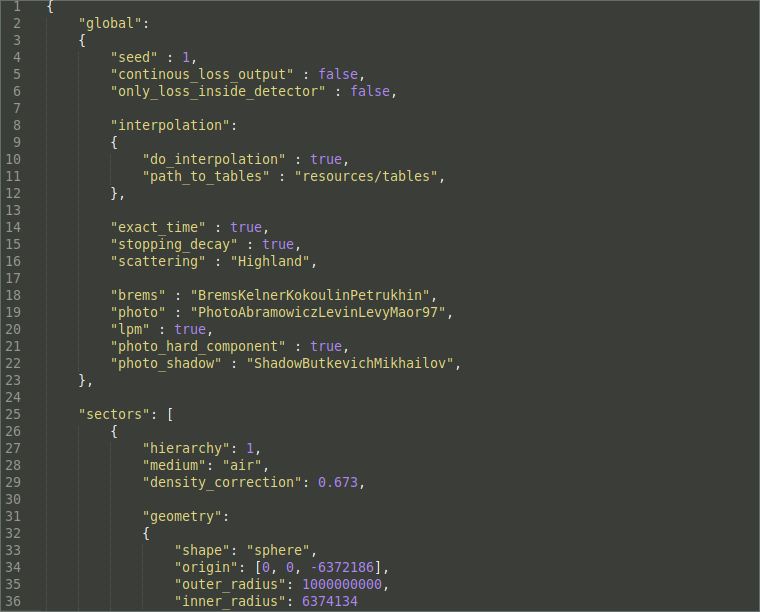 1 {
2 "global":
3 {
4 "seed" : 1,
5 "continous_loss_output" : false,
6 "only_loss_inside_detector" : false,
7
8 "interpolation":
9 {
10 "do_interpolation" : true,
11 "path_to_tables" : "resources/tables",
12 },
13
14 "exact_time" : true,
15 "stopping_decay" : true,
16 "scattering" : "Highland",
17
18 "brems" : "BremsKelnerKokoulinPetrukhin",
19 "photo" : "PhotoAbramowiczLevinLevyMaor97",
20 "lpm" : true,
21 "photo_hard_component" : true,
22 "photo_shadow" : "ShadowButkevichMikhailov",
23 },
24
25 "sectors": [
26 {
27 "hierarchy": 1,
28 "medium": "air",
29 "density_correction": 0.673,
30
31 "geometry":
32 {
33 "shape": "sphere",
34 "origin": [0, 0, -6372186],
35 "outer_radius": 1000000000,
36 "inner_radius": 6374134